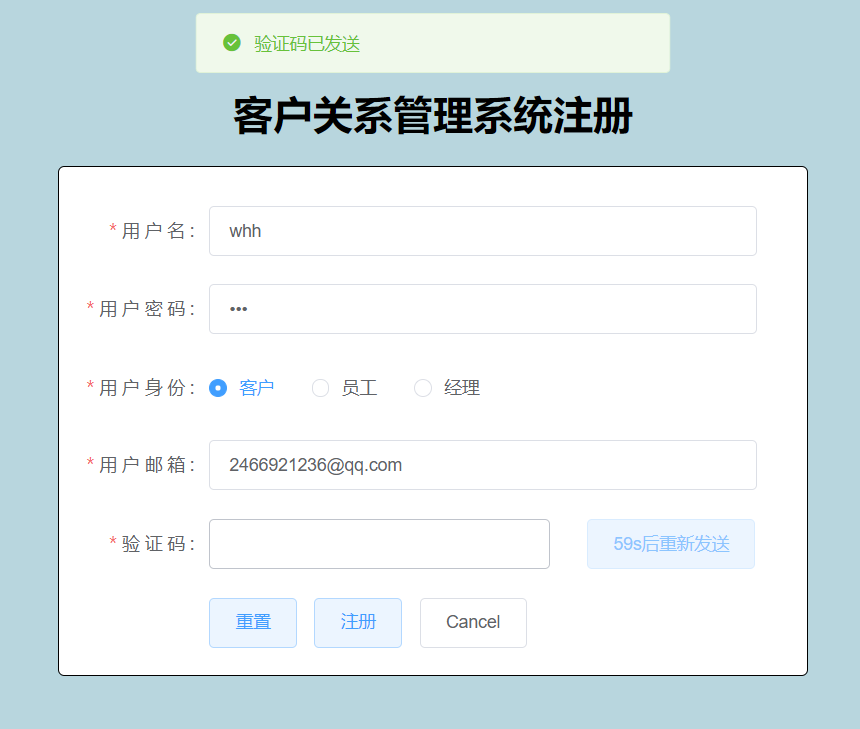 验证码已发送
客户关系管理系统注册
*用户名: whh
*用户密码: •••
*用户身份: 客户 员工 经理
*用户邮箱: 2466921236@qq.com
*验证码: 59s后重新发送
重置 注册 Cancel